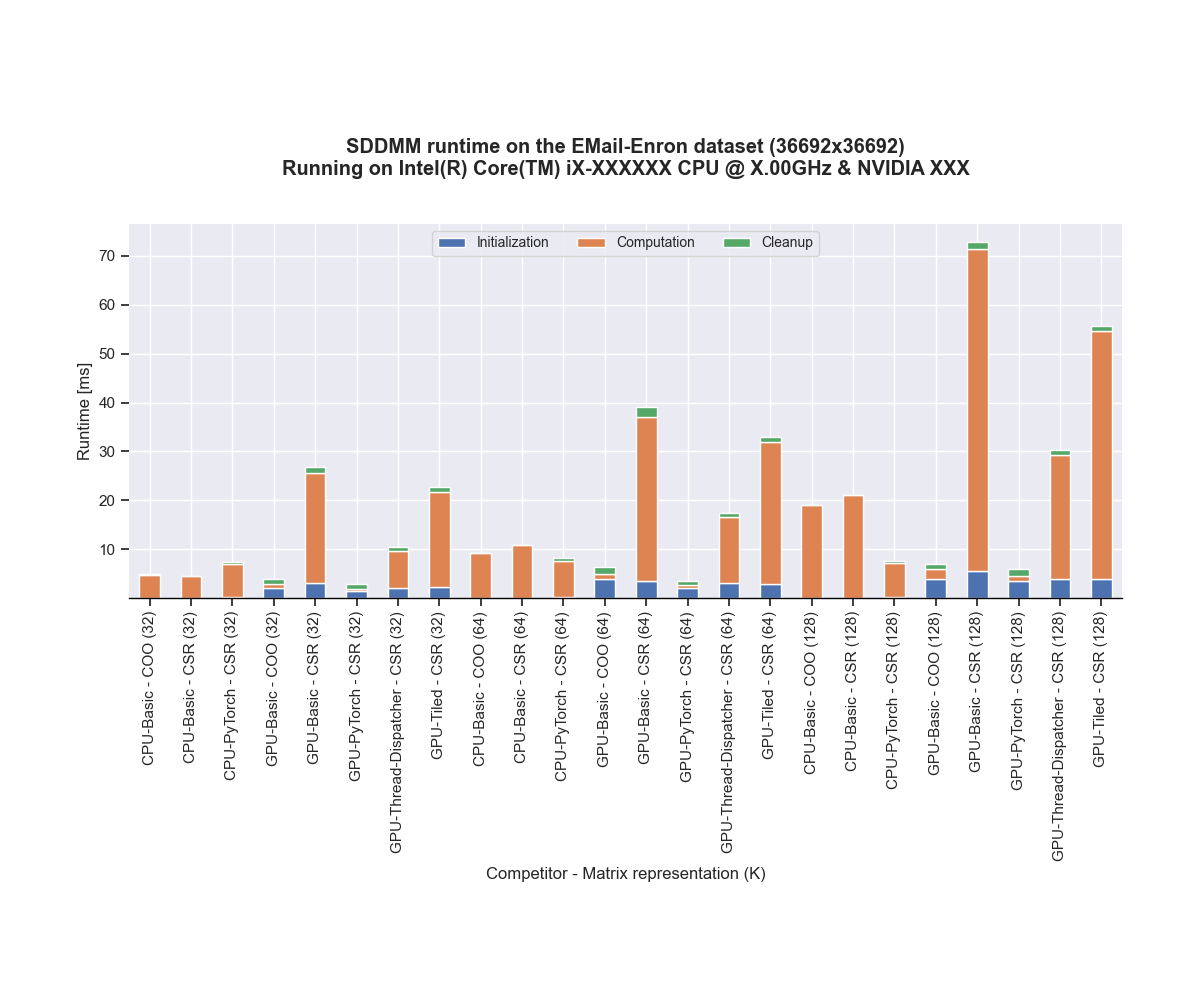 SDDMM runtime on the EMail-Enron dataset (36692x36692)
Running on Intel(R) Core(TM) iX-XXXXXX CPU @ X.00GHz & NVIDIA XXX
Initialization
Computation
Cleanup
70
60
50
40
30
20
10
Runtime [ms]
CPU-Basic - COO (32)
CPU-Basic - CSR (32)
CPU-PyTorch - CSR (32)
GPU-Basic - COO (32)
GPU-Basic - CSR (32)
GPU-PyTorch - CSR (32)
GPU-Thread-Dispatcher - CSR (32)
GPU-Tiled - CSR (32)
CPU-Basic - COO (64)
CPU-Basic - CSR (64)
CPU-PyTorch - CSR (64)
GPU-Basic - COO (64)
GPU-Basic - CSR (64)
GPU-PyTorch - CSR (64)
GPU-Thread-Dispatcher - CSR (64)
GPU-Tiled - CSR (64)
CPU-Basic - COO (128)
CPU-Basic - CSR (128)
CPU-PyTorch - CSR (128)
GPU-Basic - COO (128)
GPU-Basic - CSR (128)
GPU-PyTorch - CSR (128)
GPU-Thread-Dispatcher - CSR (128)
GPU-Tiled - CSR (128)
Competitor - Matrix representation (K)